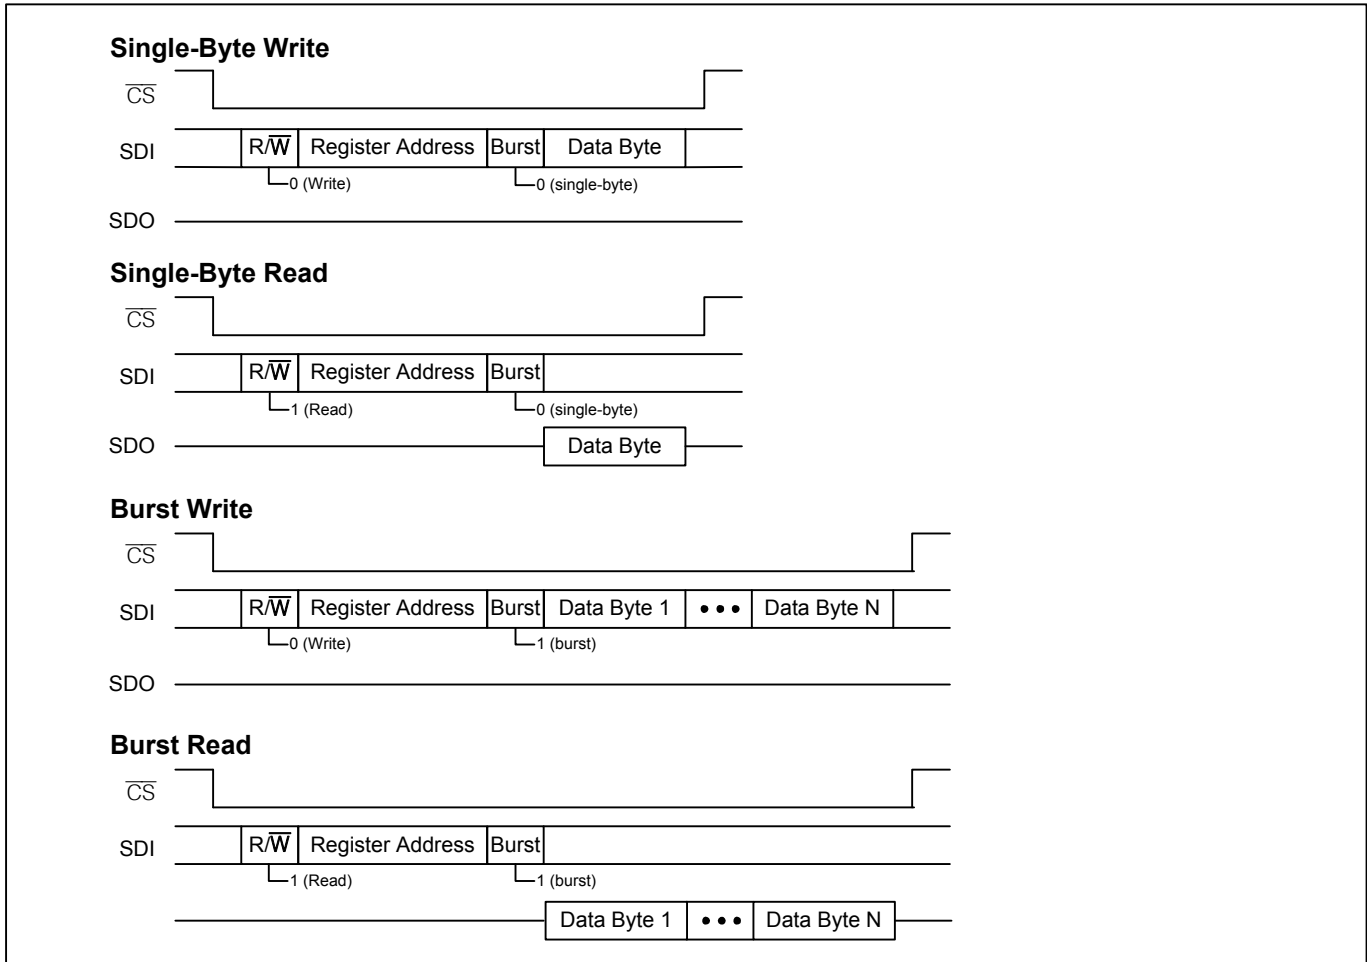 Single-Byte Write
CS
SDI R/W Register Address Burst Data Byte
0 (Write) 0 (single-byte)
SDO
Single-Byte Read
CS
SDI R/W Register Address Burst
1 (Read) 0 (single-byte)
SDO Data Byte
Burst Write
CS
SDI R/W Register Address Burst Data Byte 1 ••• Data Byte N
0 (Write) 1 (burst)
SDO
Burst Read
CS
SDI R/W Register Address Burst
1 (Read) 1 (burst)
Data Byte 1 ••• Data Byte N